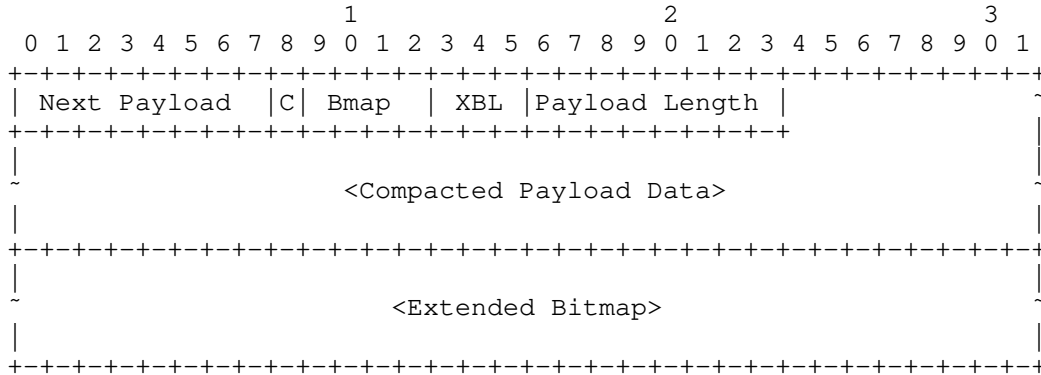 1                   2                   3
 0 1 2 3 4 5 6 7 8 9 0 1 2 3 4 5 6 7 8 9 0 1 2 3 4 5 6 7 8 9 0 1
+-+-+-+-+-+-+-+-+-+-+-+-+-+-+-+-+-+-+-+-+-+-+-+-+-+-+-+-+-+-+-+-+
| Next Payload  |C| Bmap  | XBL |Payload Length |               ~
+-+-+-+-+-+-+-+-+-+-+-+-+-+-+-+-+-+-+-+-+-+-+-+-+               |
|                                                               |
~                    <Compacted Payload Data>                   ~
|                                                               |
+-+-+-+-+-+-+-+-+-+-+-+-+-+-+-+-+-+-+-+-+-+-+-+-+-+-+-+-+-+-+-+-+
|                                                               |
~                       <Extended Bitmap>                       ~
|                                                               |
+-+-+-+-+-+-+-+-+-+-+-+-+-+-+-+-+-+-+-+-+-+-+-+-+-+-+-+-+-+-+-+-+